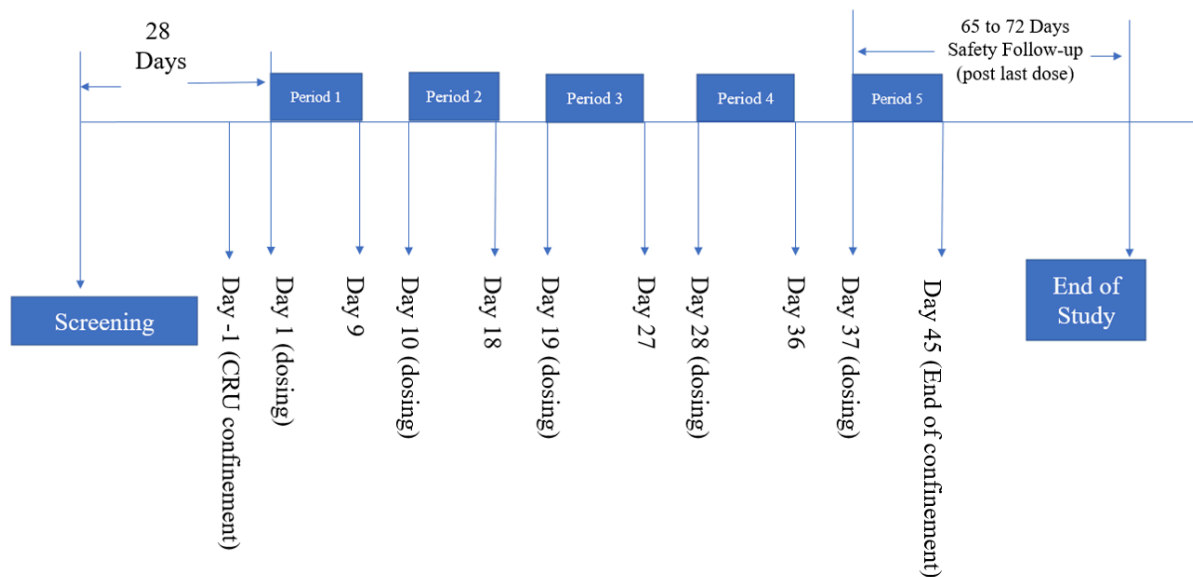 28
Days
65 to 72 Days
Safety Follow-up
(post last dose)
Period 1
Period 2
Period 3
Period 4
Period 5
Screening
Day -1 (CRU confinement)
Day 1 (dosing)
Day 9
Day 10 (dosing)
Day 18
Day 19 (dosing)
Day 27
Day 28 (dosing)
Day 36
Day 37 (dosing)
Day 45 (End of confinement)
End of
Study